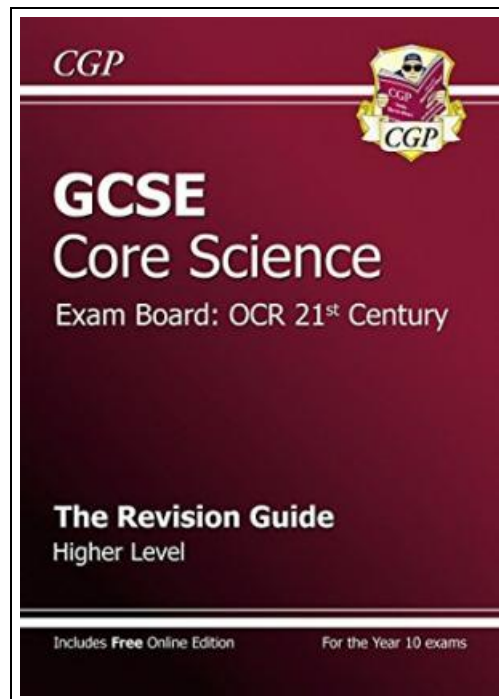 CGP
CGP
CGP
GCSE
Core Science
Exam Board: OCR 21st Century
The Revision Guide
Higher Level
Includes Free Online Edition
For the Year 10 exams